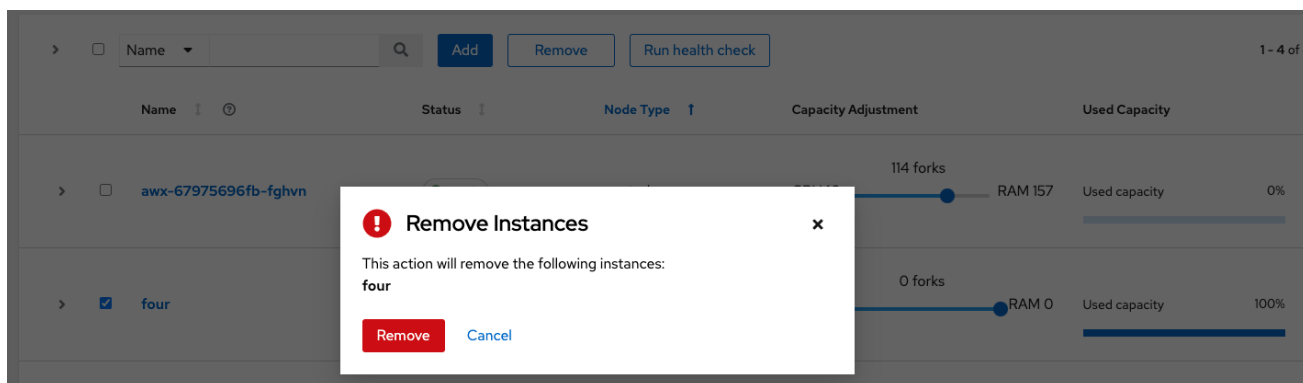 Name
Add
Remove
Run health check
1 - 4 of
Name
Status
Node Type
Capacity Adjustment
Used Capacity
114 forks
awx-67975696fb-fghvn
RAM 157
Used capacity
0%
Remove Instances
This action will remove the following instances:
four
0 forks
four
RAM 0
Used capacity
100%
Remove
Cancel